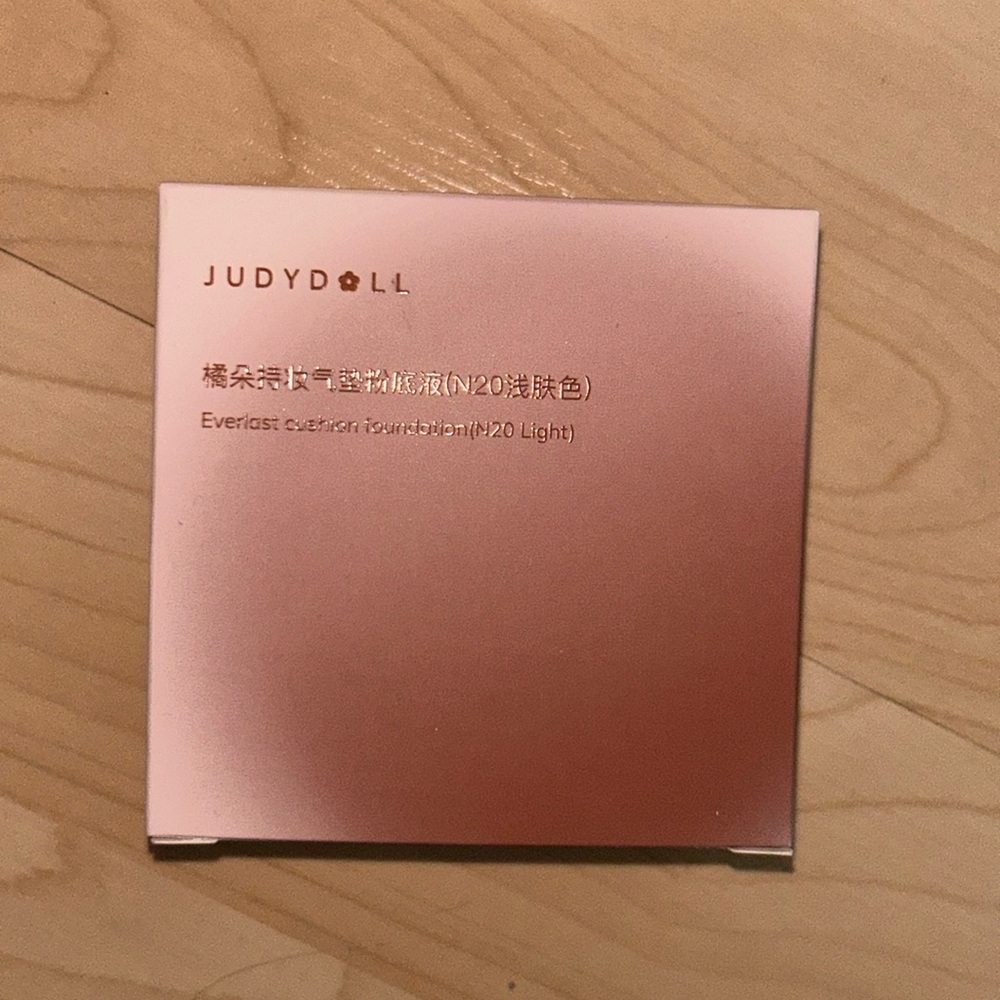 JUDYDOLL
橘朵持妆气垫粉底液(N20浅肤色)
Everlast cushion foundation(N20 Light)